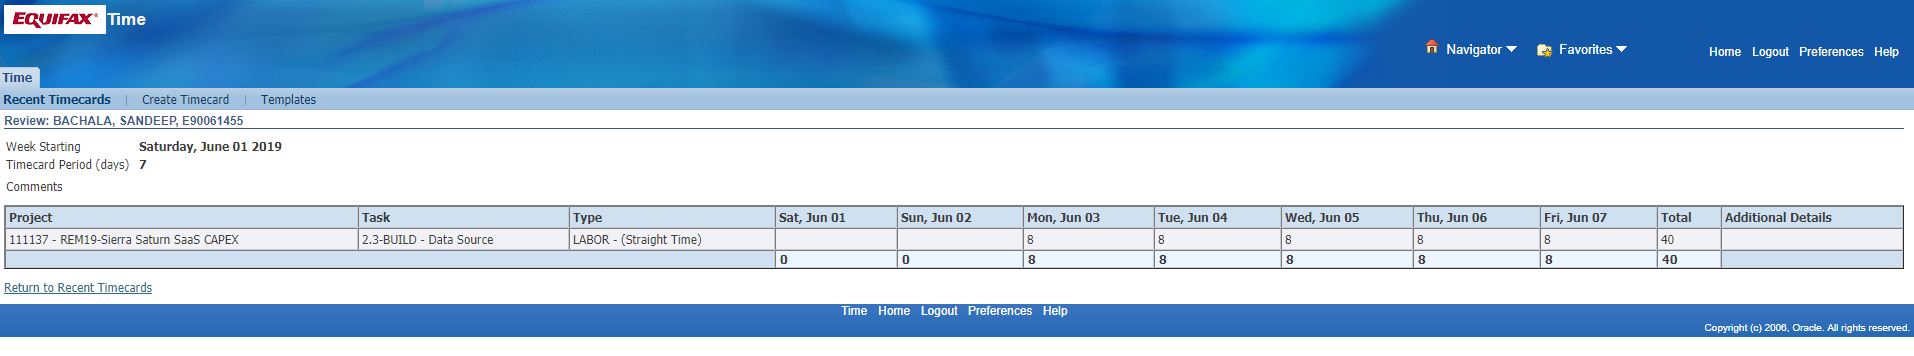 EQUIFAX® Time
Navigator Favorites Home Logout Preferences Help
Time
Recent Timecards | Create Timecard | Templates
Review: BACHALA, SANDEEP, E90061455
Week Starting Saturday, June 01 2019
Timecard Period (days) 7
Comments
Project Task Type Sat, Jun 01 Sun, Jun 02 Mon, Jun 03 Tue, Jun 04 Wed, Jun 05 Thu, Jun 06 Fri, Jun 07 Total Additional Details
111137 - REM19-Sierra Saturn SaaS CAPEX 2.3-BUILD - Data Source LABOR - (Straight Time) 8 8 8 8 8 40
0 0 8 8 8 8 8 40
Return to Recent Timecards
Time Home Logout Preferences Help
Copyright (c) 2006, Oracle. All rights reserved.